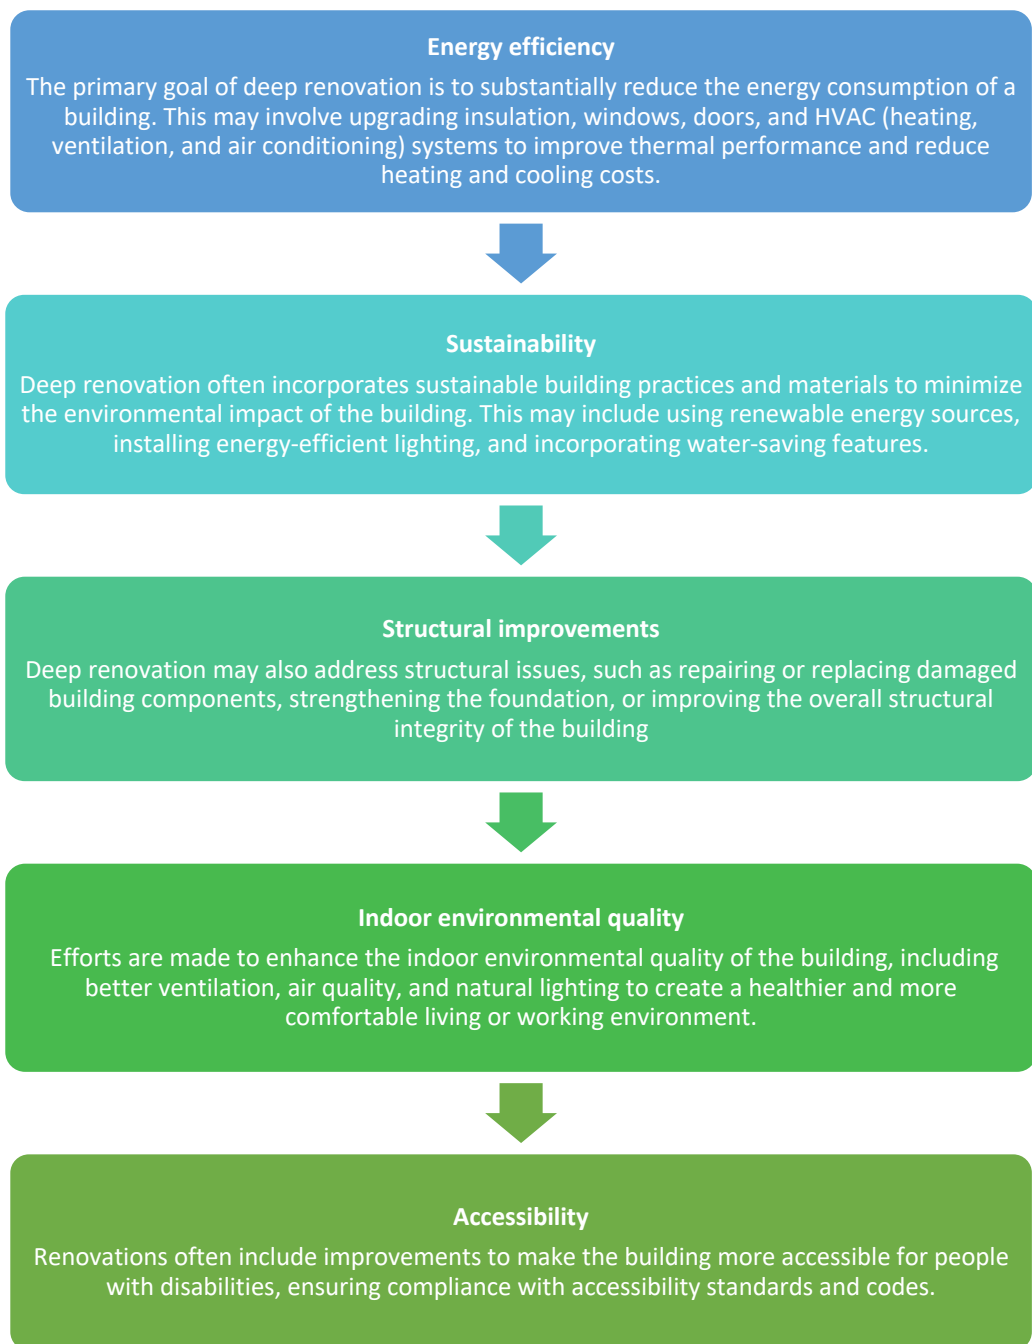 Energy efficiency
The primary goal of deep renovation is to substantially reduce the energy consumption of a
building. This may involve upgrading insulation, windows, doors, and HVAC (heating,
ventilation, and air conditioning) systems to improve thermal performance and reduce
heating and cooling costs.
Sustainability
Deep renovation often incorporates sustainable building practices and materials to minimize
the environmental impact of the building. This may include using renewable energy sources,
installing energy-efficient lighting, and incorporating water-saving features.
Structural improvements
Deep renovation may also address structural issues, such as repairing or replacing damaged
building components, strengthening the foundation, or improving the overall structural
integrity of the building
Indoor environmental quality
Efforts are made to enhance the indoor environmental quality of the building, including
better ventilation, air quality, and natural lighting to create a healthier and more
comfortable living or working environment.
Accessibility
Renovations often include improvements to make the building more accessible for people
with disabilities, ensuring compliance with accessibility standards and codes.